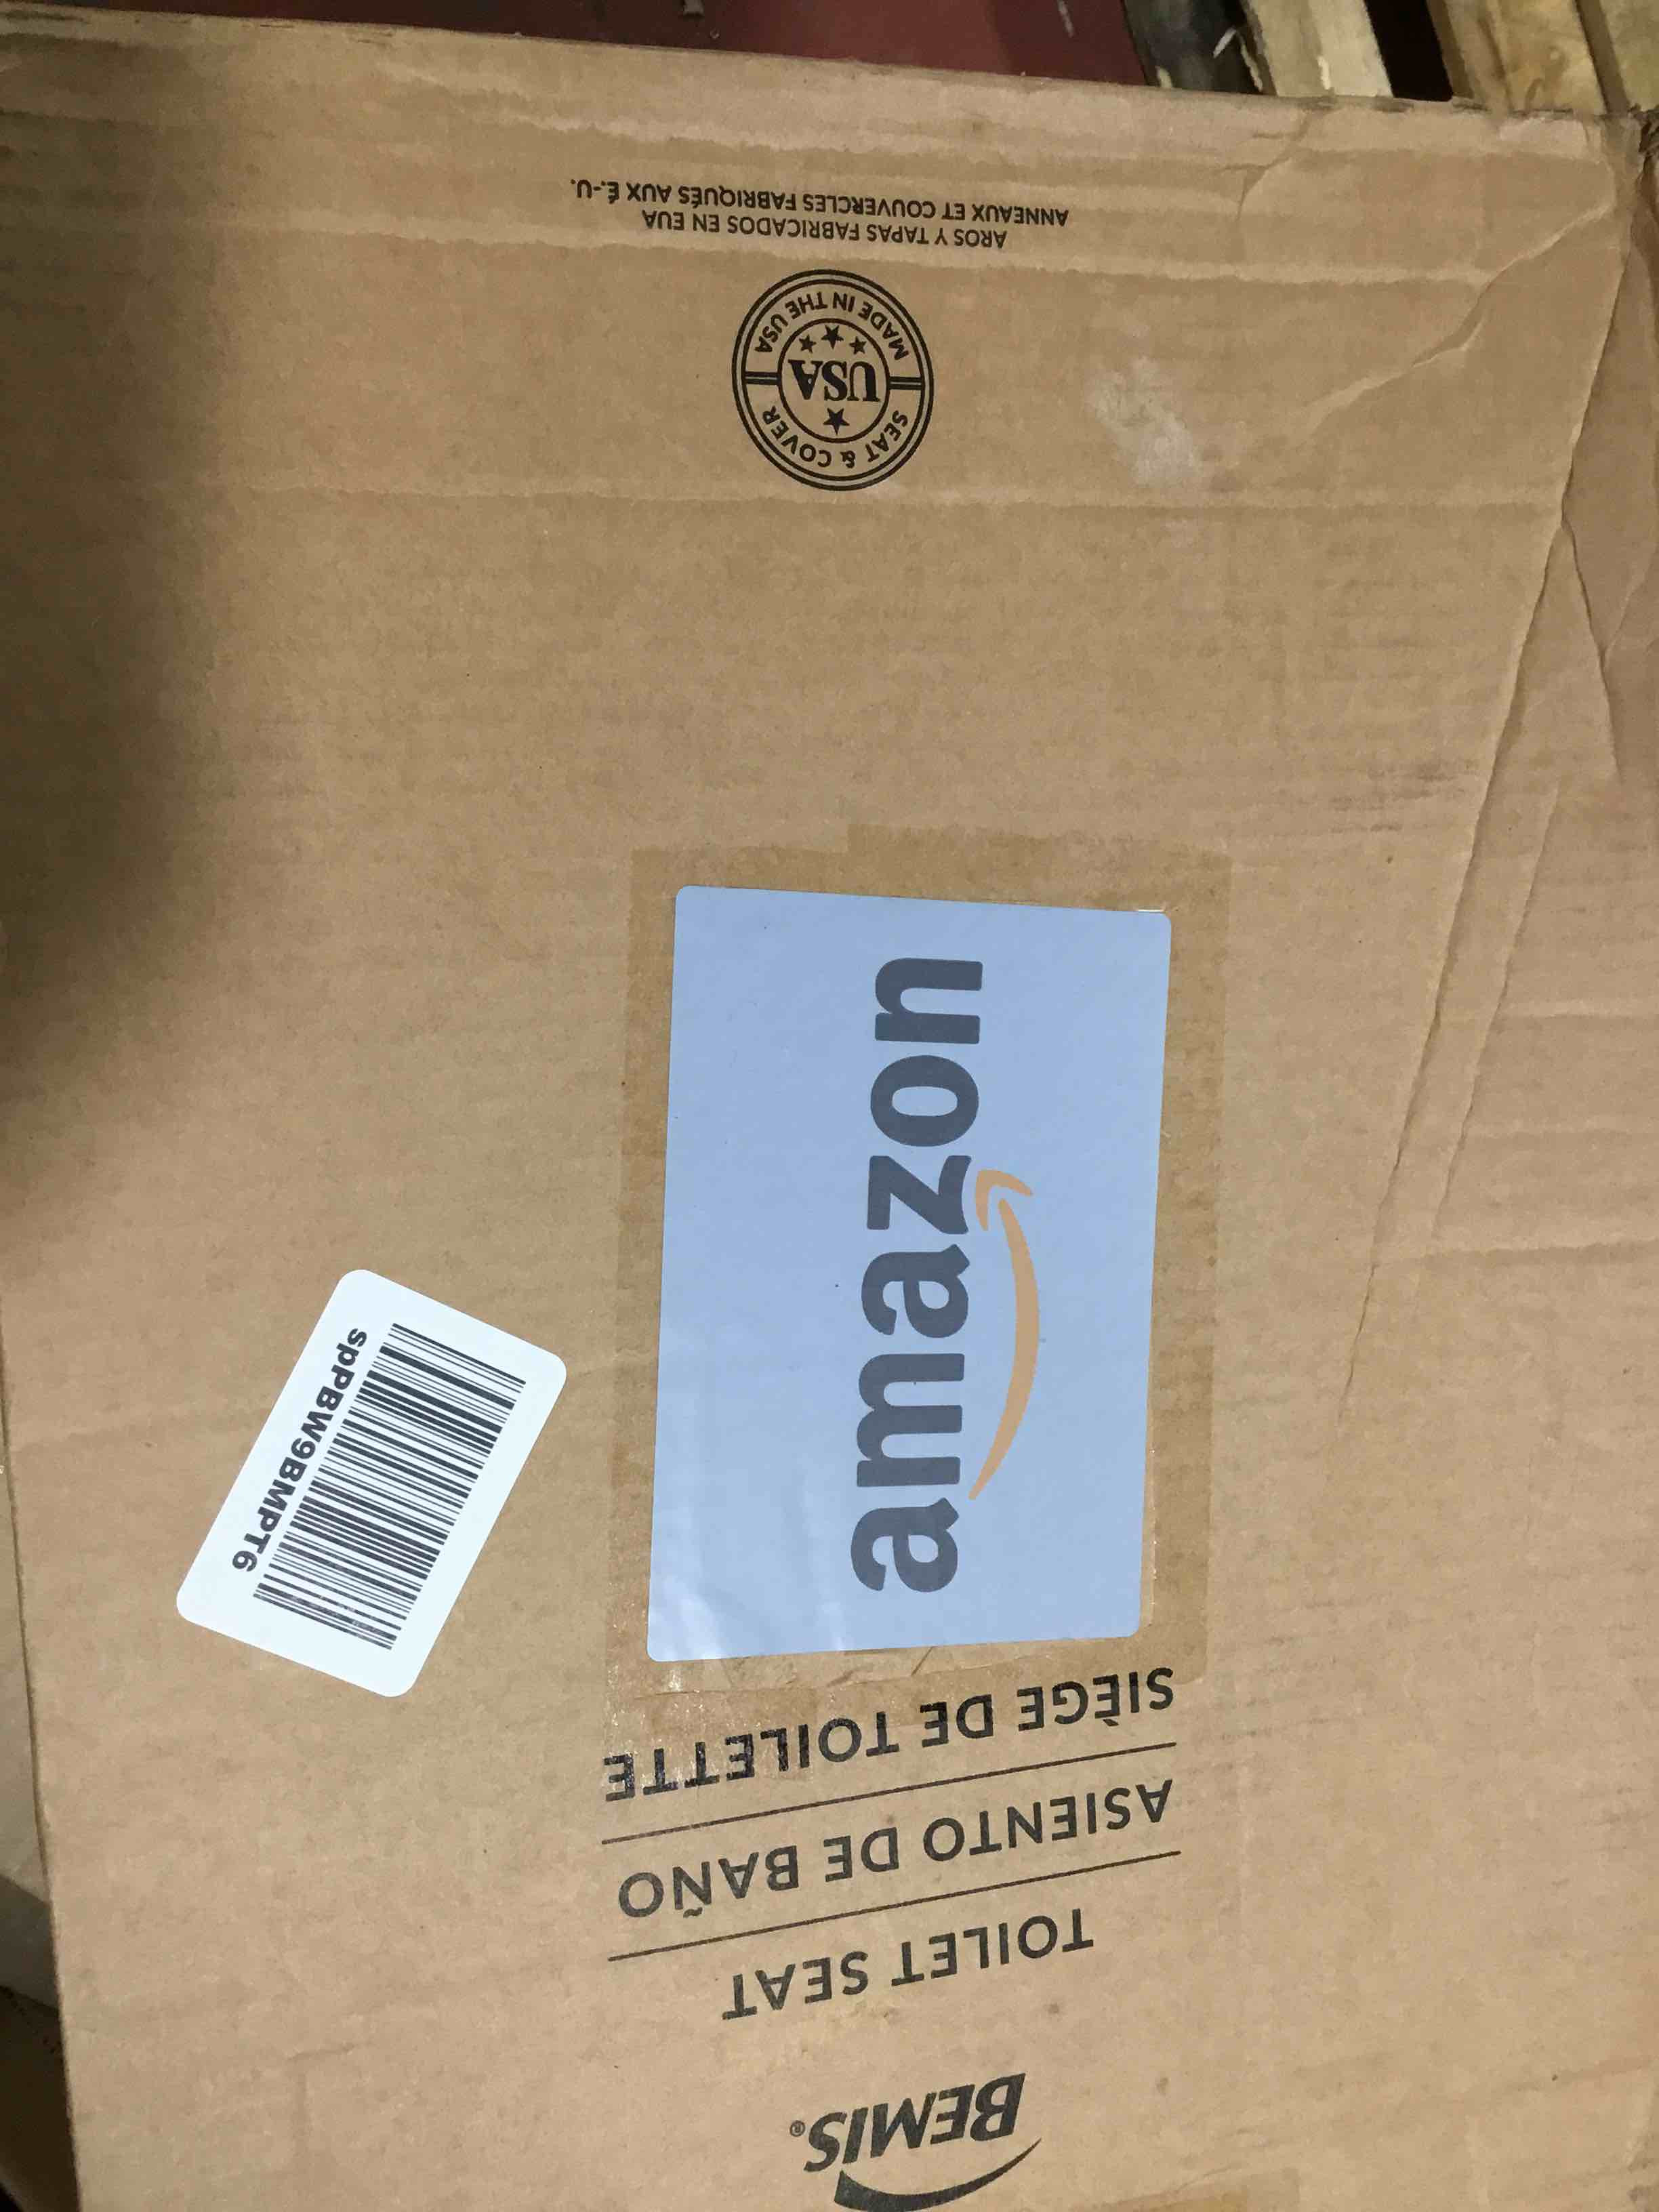 BEMIS®
TOILET SEAT
ASIENTO DE BAÑO
SIÈGE DE TOILETTE
amazon
spPBW9BMPT6
SEAT & COVER
USA
MADE IN THE USA
AROS Y TAPAS FABRICADOS EN EUA
ANNEAUX ET COUVERCLES FABRIQUÉS AUX É.-U.